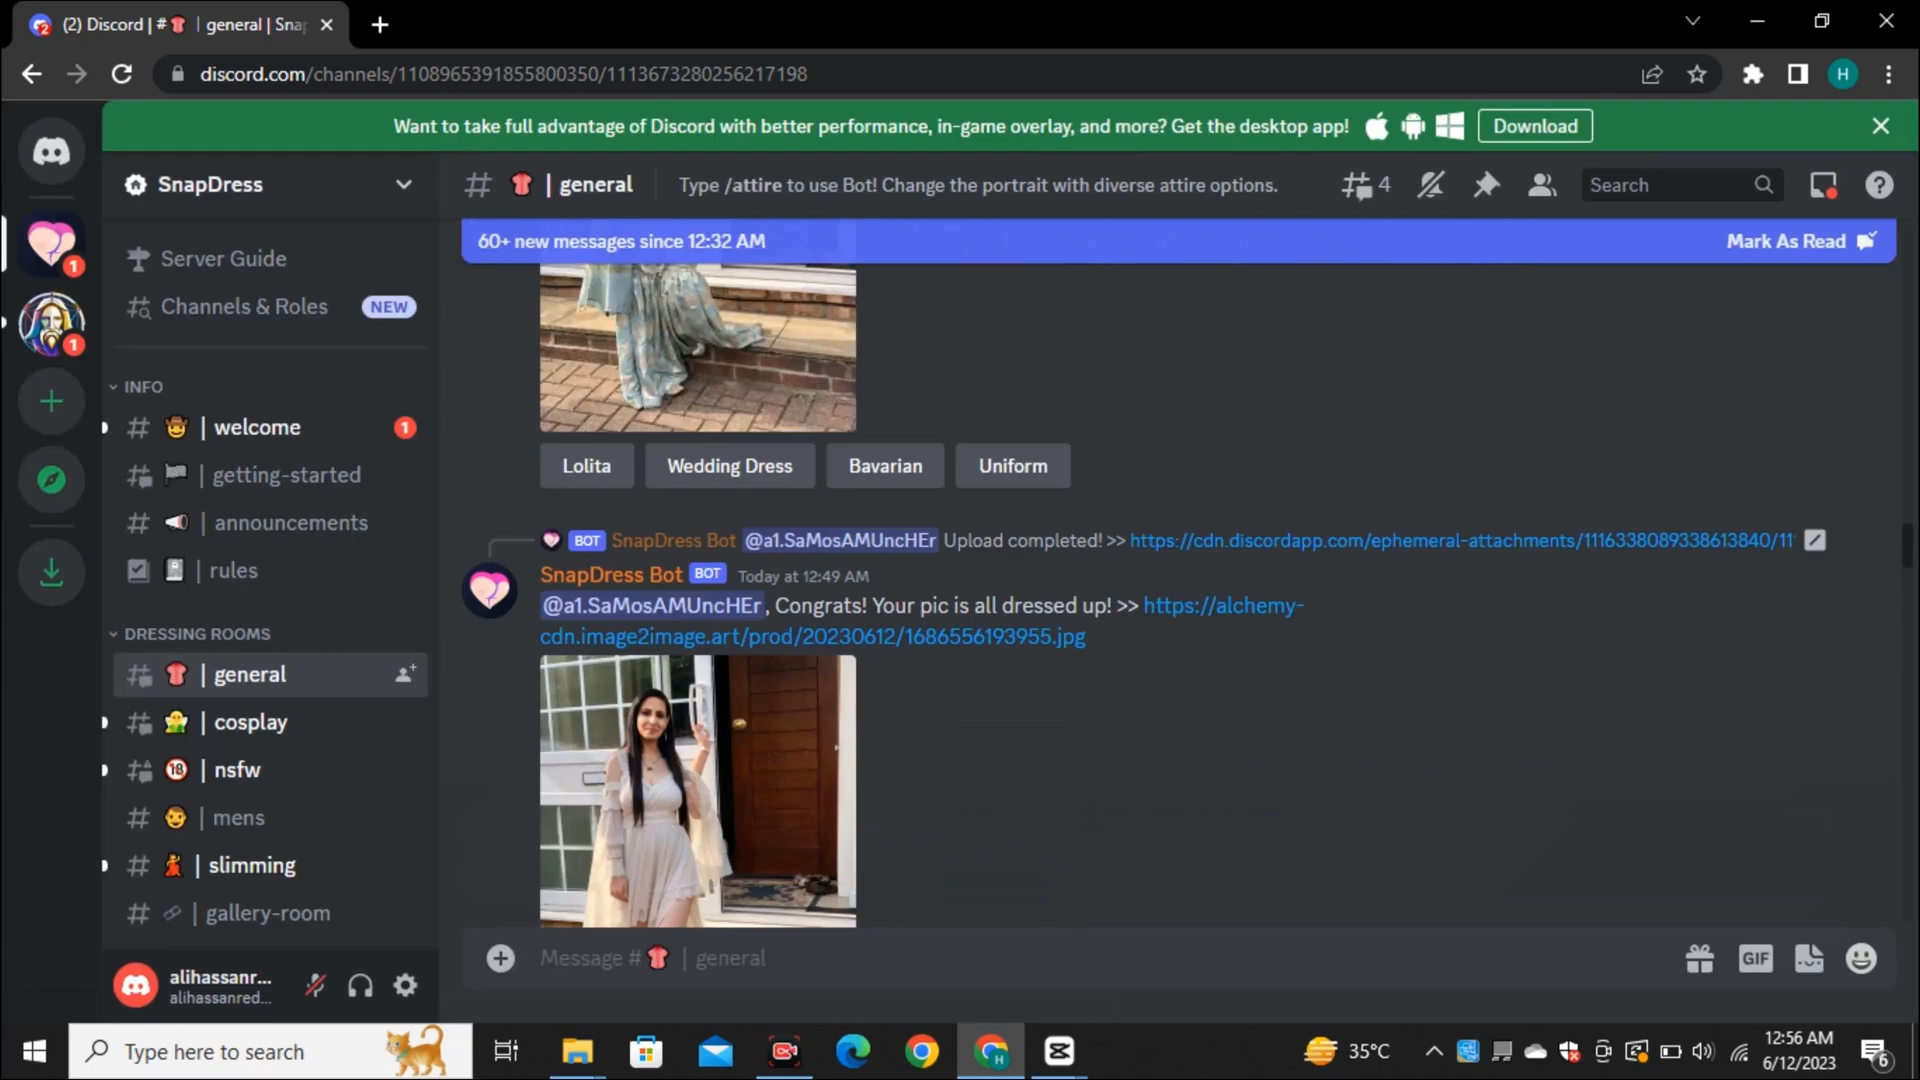 (2) Discord | # | general | Sna
discord.com/channels/1108965391855800350/1113673280256217198
H
Want to take full advantage of Discord with better performance, in-game overlay, and more? Get the desktop app!
Download
SnapDress
# | general
Type /attire to use Bot! Change the portrait with diverse attire options.
4
Search
60+ new messages since 12:32 AM
Mark As Read
Server Guide
Channels & Roles
NEW
1
1
INFO
| welcome
1
| getting-started
| announcements
| rules
DRESSING ROOMS
| general
| cosplay
18 | nsfw
| mens
| slimming
| gallery-room
alihassanr...
alihassanred...
Lolita
Wedding Dress
Bavarian
Uniform
BOT SnapDress Bot @a1.SaMosAMUncHEr Upload completed! >> https://cdn.discordapp.com/ephemeral-attachments/1116338089338613840/11
SnapDress Bot BOT Today at 12:49 AM
@a1.SaMosAMUncHEr, Congrats! Your pic is all dressed up! >> https://alchemy-
cdn.image2image.art/prod/20230612/1686556193955.jpg
Message # | general
GIF
Type here to search
35°C
12:56 AM
6/12/2023
6